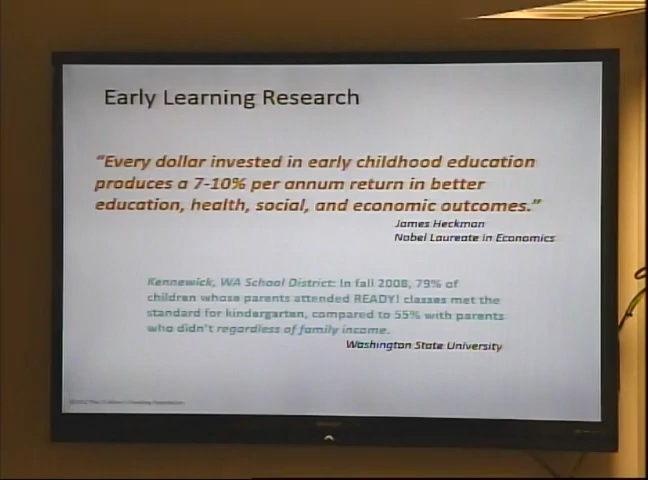 Early Learning Research
"Every dollar invested in early childhood education
produces a 7-10% per annum return in better
education, health, social, and economic outcomes."
James Heckman
Nobel Laureate in Economics
Kennewick, WA School District: In fall 2008, 79% of
children whose parents attended READY! classes met the
standard for kindergarten, compared to 55% with parents
who didn't regardless of family income.
Washington State University